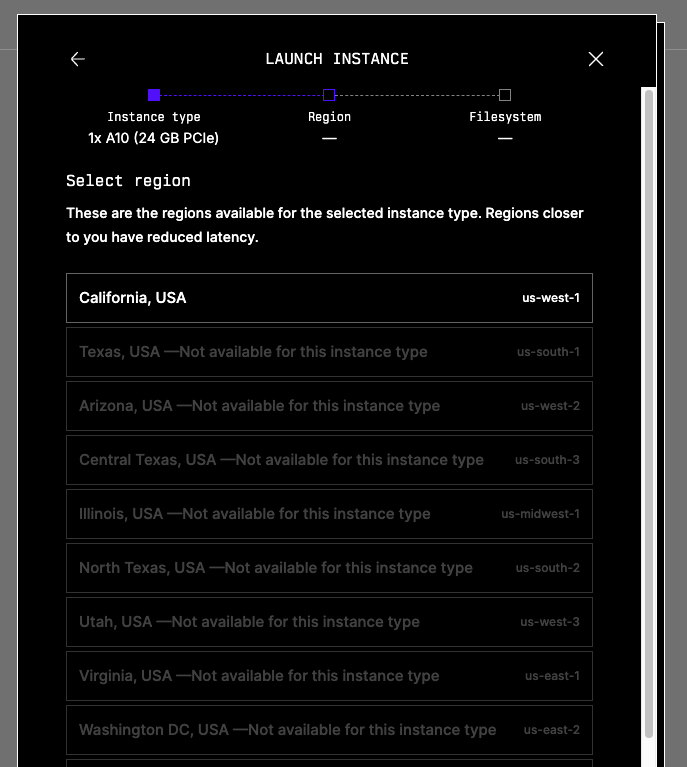 LAUNCH INSTANCE
Instance type
Region
Filesystem
1x A10 (24 GB PCIe)
—
—
Select region
These are the regions available for the selected instance type. Regions closer
to you have reduced latency.
California, USA us-west-1
Texas, USA —Not available for this instance type us-south-1
Arizona, USA —Not available for this instance type us-west-2
Central Texas, USA —Not available for this instance type us-south-3
Illinois, USA —Not available for this instance type us-midwest-1
North Texas, USA —Not available for this instance type us-south-2
Utah, USA —Not available for this instance type us-west-3
Virginia, USA —Not available for this instance type us-east-1
Washington DC, USA —Not available for this instance type us-east-2